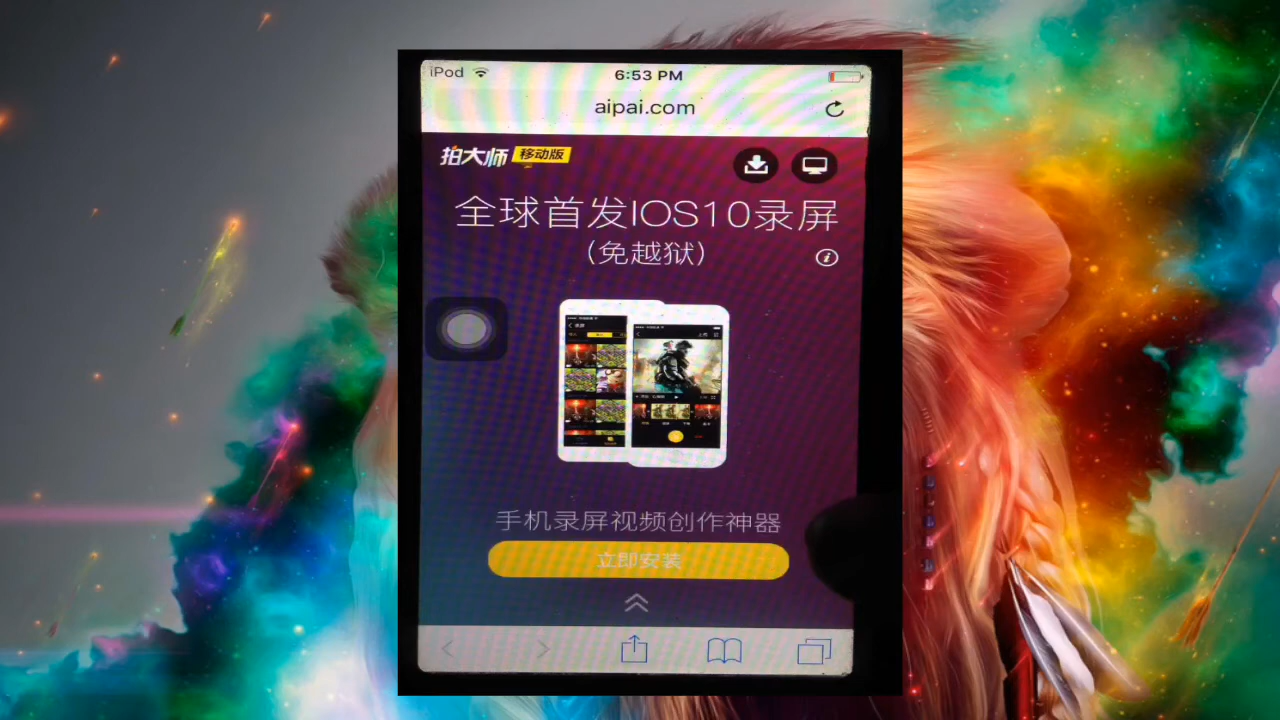 iPod 6:53 PM
aipai.com
拍大师 移动版
全球首发IOS10录屏
(免越狱)
手机录屏视频创作神器
立即安装